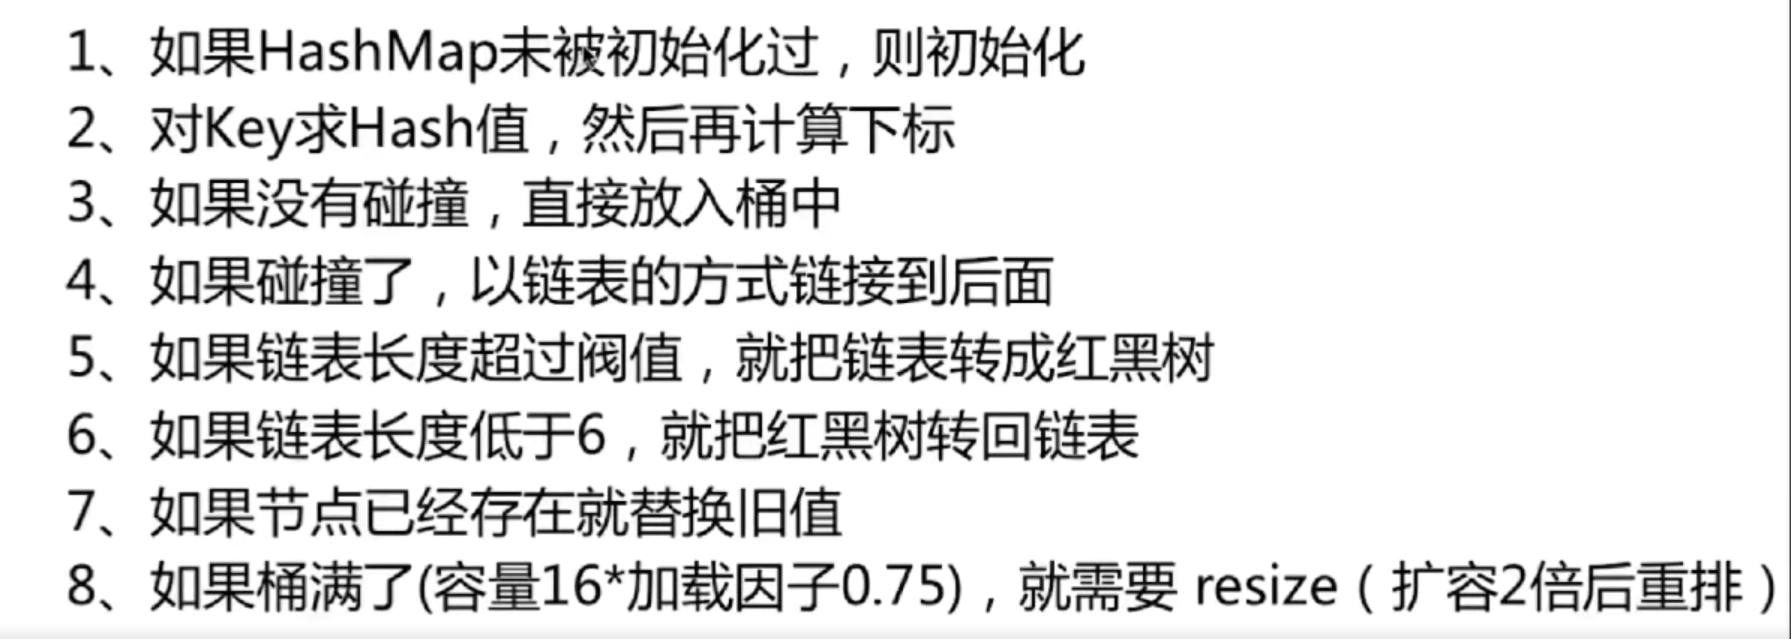 1、如果HashMap未被初始化过，则初始化
2、对Key求Hash值，然后再计算下标
3、如果没有碰撞，直接放入桶中
4、如果碰撞了，以链表的方式链接到后面
5、如果链表长度超过阀值，就把链表转成红黑树
6、如果链表长度低于6，就把红黑树转回链表
7、如果节点已经存在就替换旧值
8、如果桶满了(容量16*加载因子0.75)，就需要 resize（扩容2倍后重排）